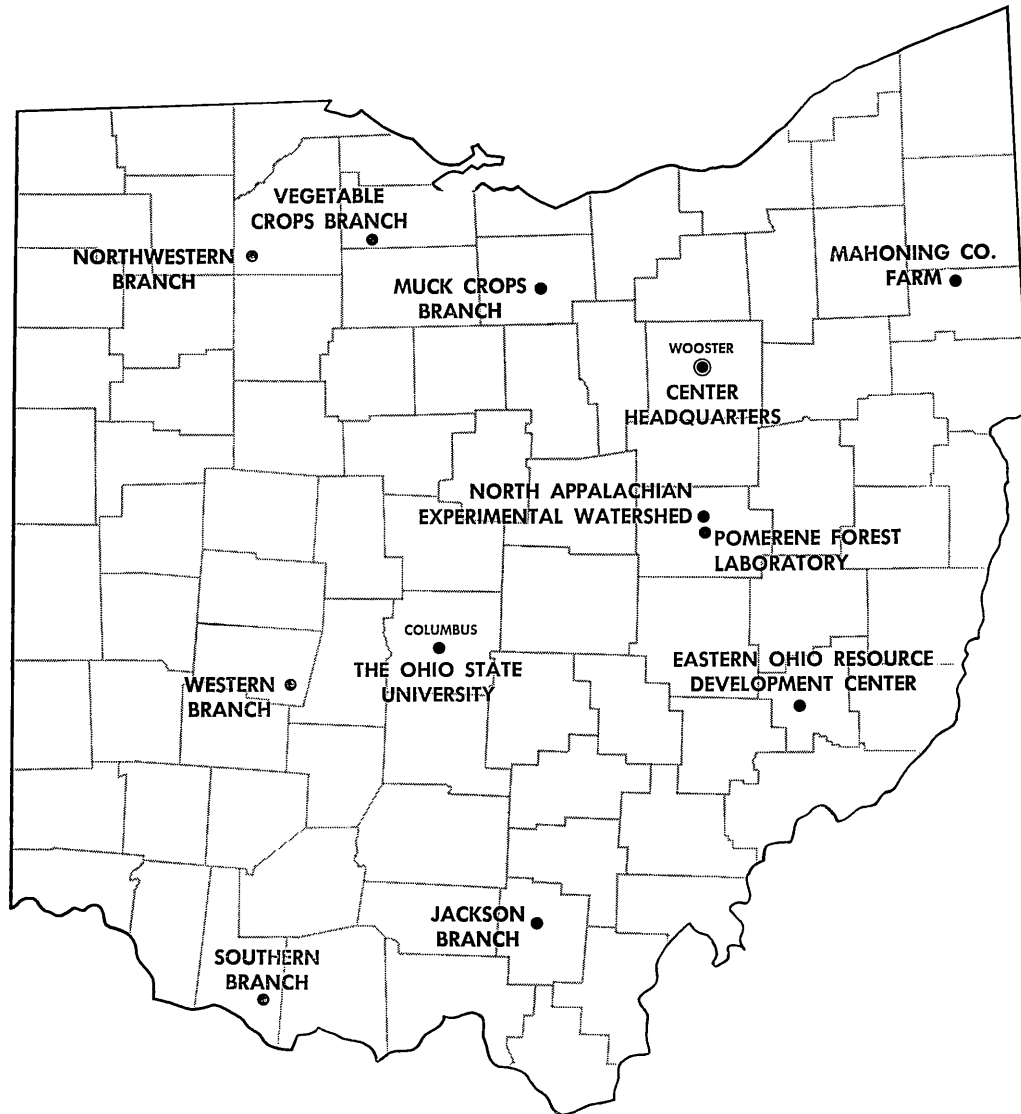 VEGETABLE
CROPS BRANCH
NORTHWESTERN
BRANCH
MAHONING CO.
FARM
MUCK CROPS
BRANCH
WOOSTER
CENTER
HEADQUARTERS
NORTH APPALACHIAN
EXPERIMENTAL WATERSHED
POMERENE FOREST
LABORATORY
COLUMBUS
THE OHIO STATE
UNIVERSITY
EASTERN OHIO RESOURCE
DEVELOPMENT CENTER
WESTERN
BRANCH
JACKSON
BRANCH
SOUTHERN
BRANCH